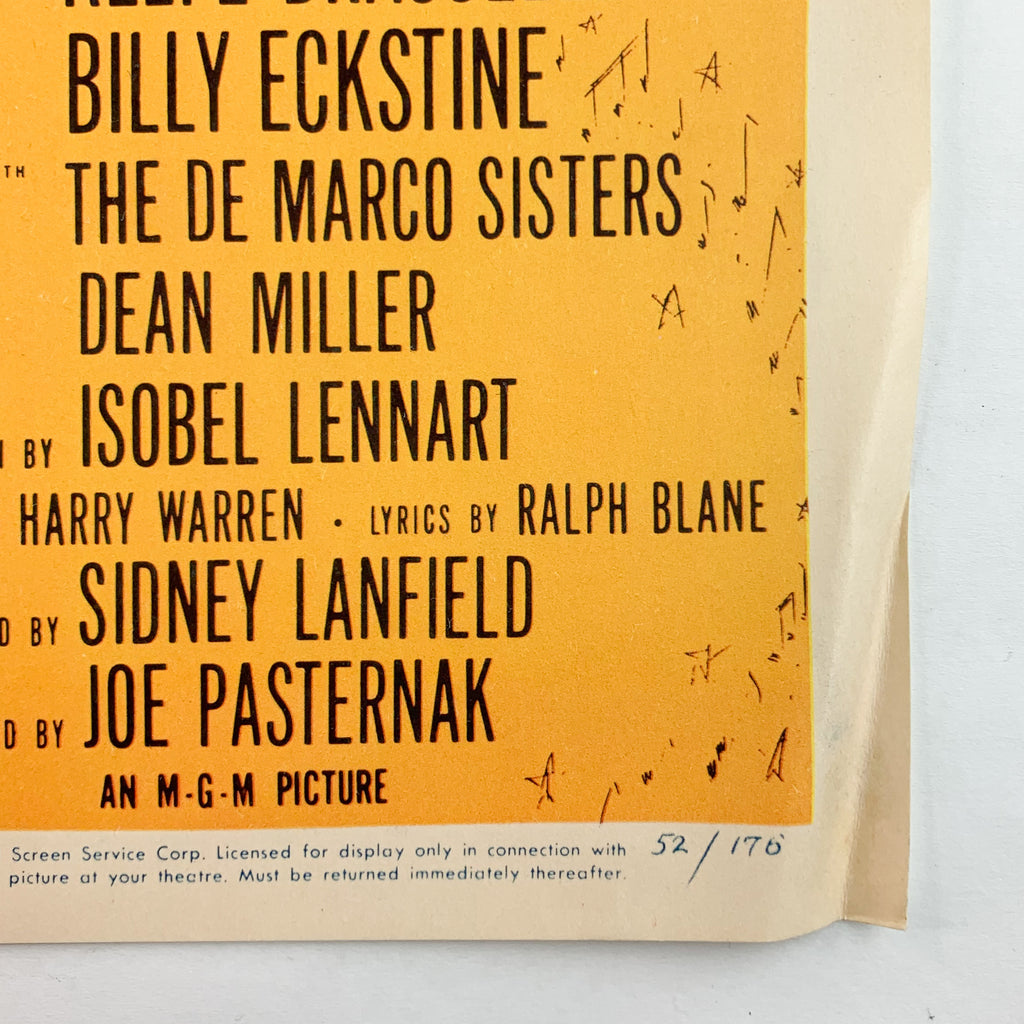 BILLY ECKSTINE
TH THE DE MARCO SISTERS
DEAN MILLER
BY ISOBEL LENNART
HARRY WARREN · LYRICS BY RALPH BLANE
D BY SIDNEY LANFIELD
D BY JOE PASTERNAK
AN M-G-M PICTURE
Screen Service Corp. Licensed for display only in connection with
picture at your theatre. Must be returned immediately thereafter.
52/176